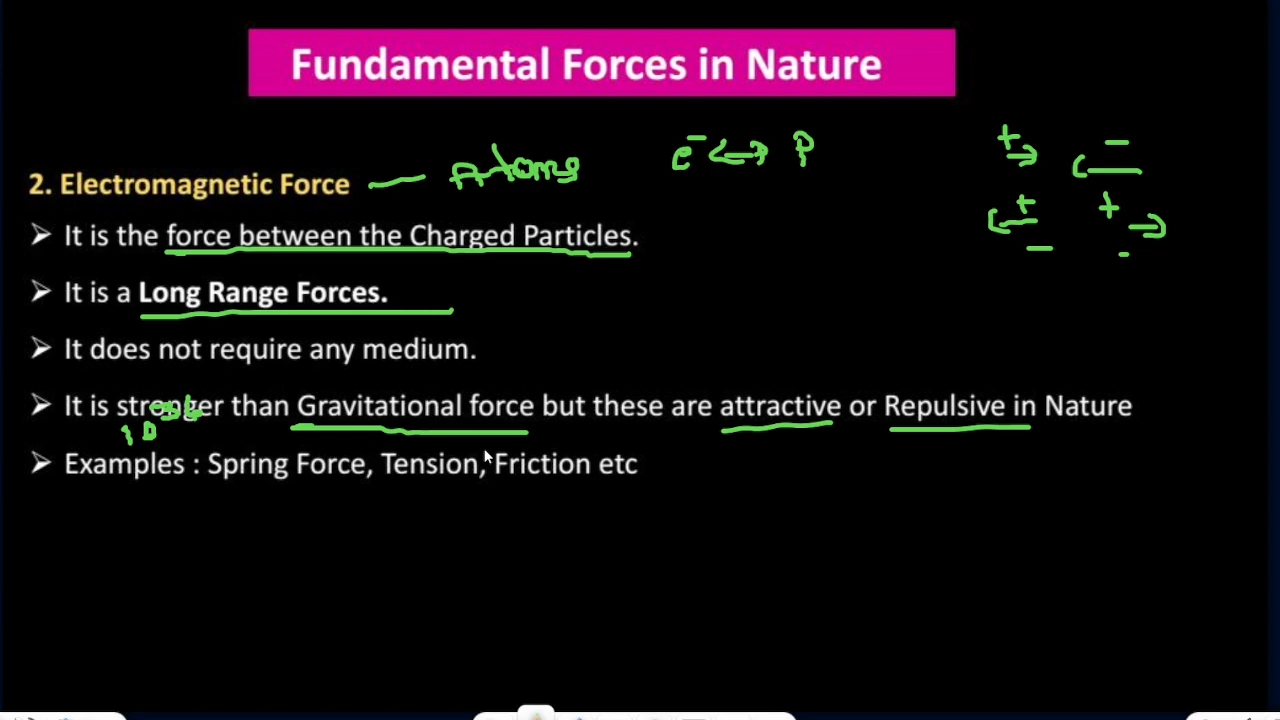 Fundamental Forces in Nature
2. Electromagnetic Force — Atoms e⁻ ↔ P + → −
← + + →
− -
➤ It is the force between the Charged Particles.
➤ It is a Long Range Forces.
➤ It does not require any medium.
➤ It is stronger than Gravitational force but these are attractive or Repulsive in Nature
➤ Examples : Spring Force, Tension, Friction etc